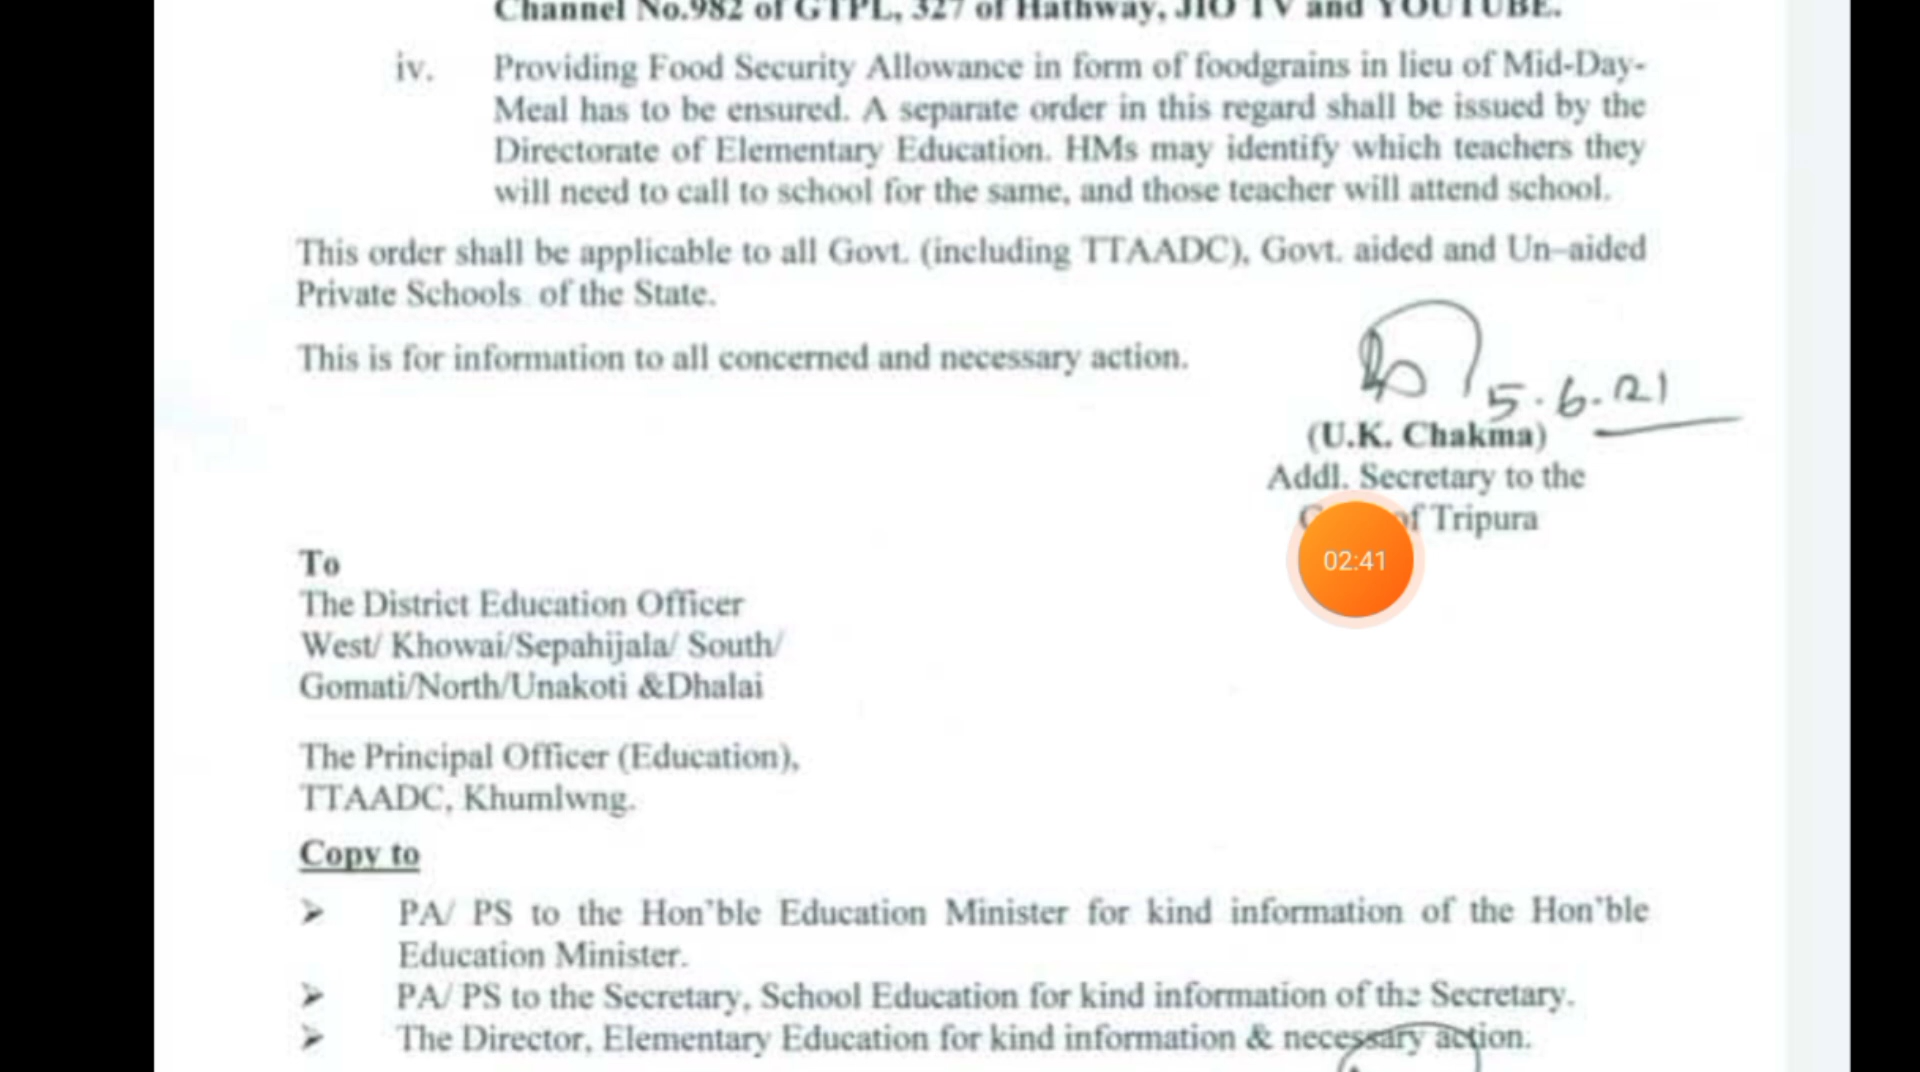 Channel No.982 of GTPL, 327 of Hathway, JIO TV and YOUTUBE.
iv. Providing Food Security Allowance in form of foodgrains in lieu of Mid-Day-
Meal has to be ensured. A separate order in this regard shall be issued by the
Directorate of Elementary Education. HMs may identify which teachers they
will need to call to school for the same, and those teacher will attend school.
This order shall be applicable to all Govt. (including TTAADC), Govt. aided and Un-aided
Private Schools of the State.
This is for information to all concerned and necessary action.
5.6.21
(U.K. Chakma)
Addl. Secretary to the
of Tripura
02:41
To
The District Education Officer
West/ Khowai/Sepahijala/ South/
Gomati/North/Unakoti &Dhalai
The Principal Officer (Education),
TTAADC, Khumlwng.
Copy to
➢ PA/ PS to the Hon'ble Education Minister for kind information of the Hon'ble
Education Minister.
➢ PA/ PS to the Secretary, School Education for kind information of the Secretary.
➢ The Director, Elementary Education for kind information & necessary action.